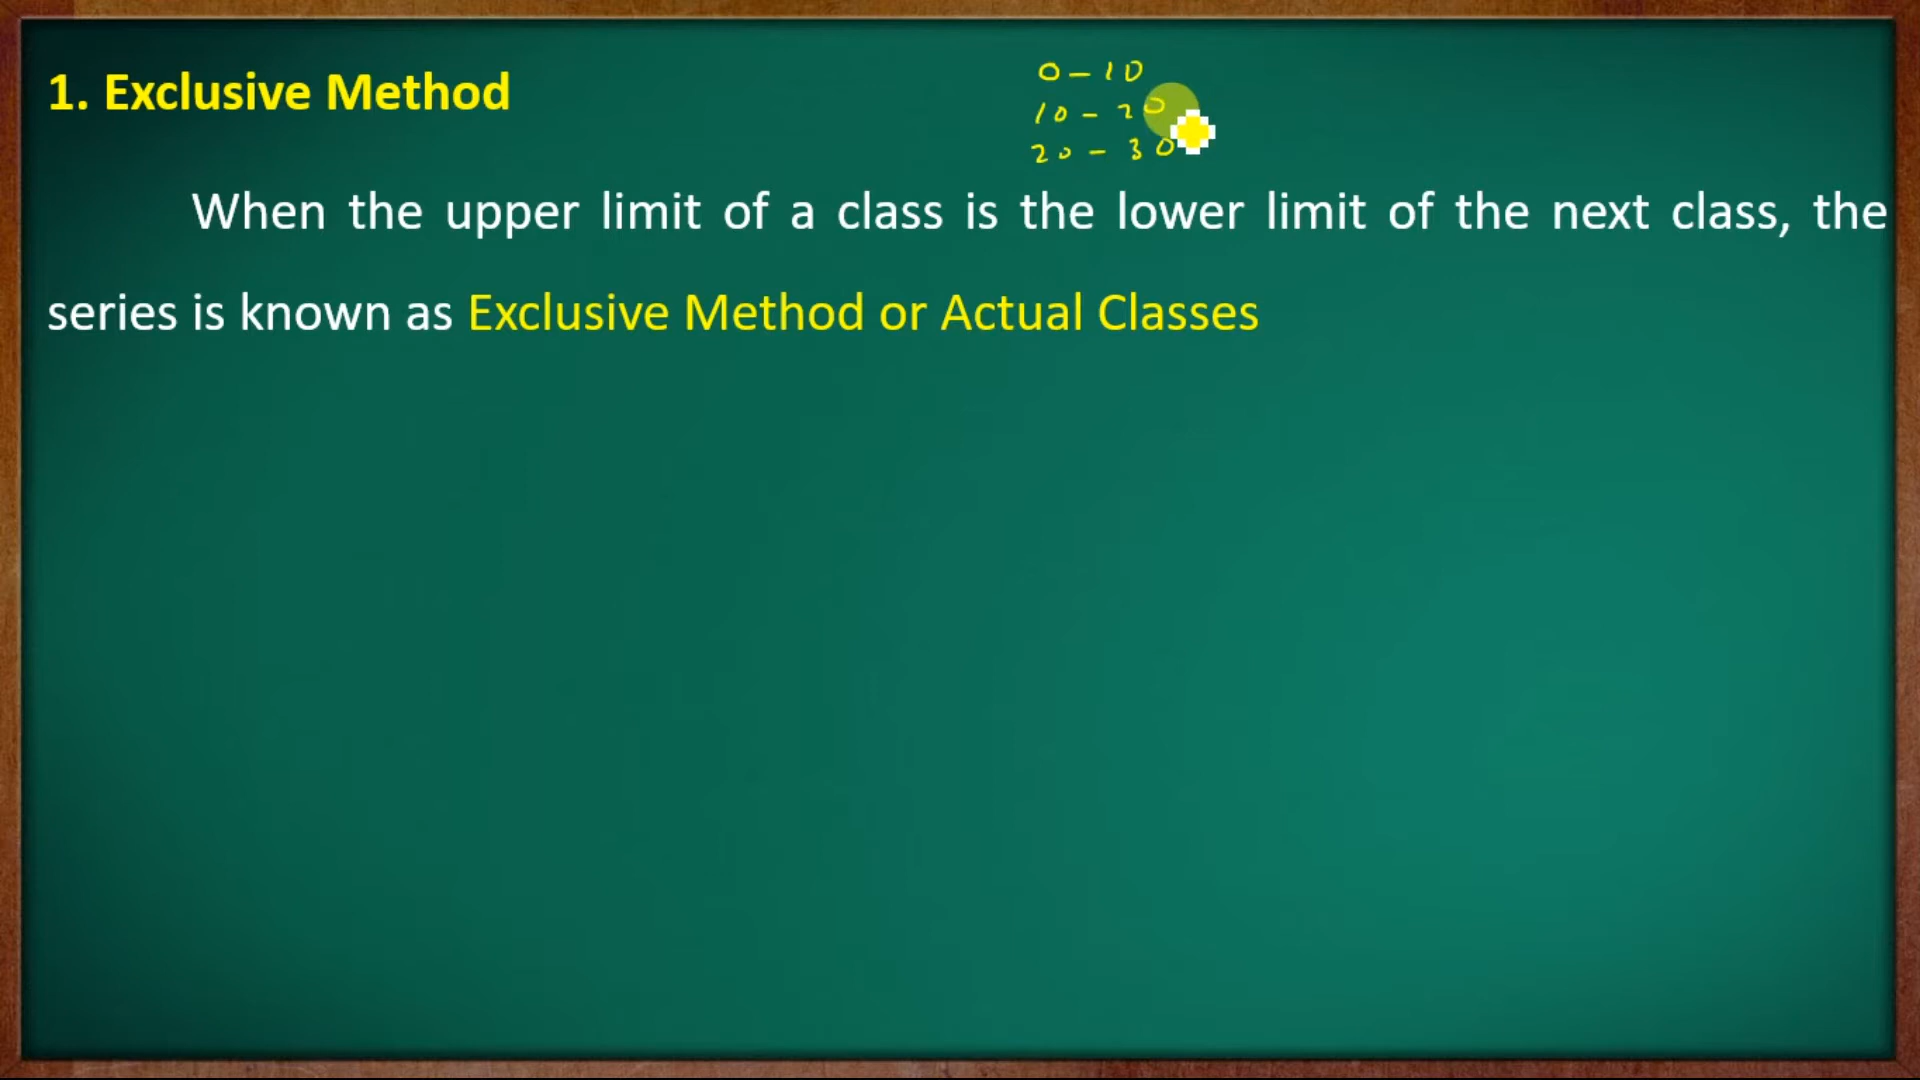 1. Exclusive Method
0 - 10
10 - 20
20 - 30
When the upper limit of a class is the lower limit of the next class, the
series is known as Exclusive Method or Actual Classes